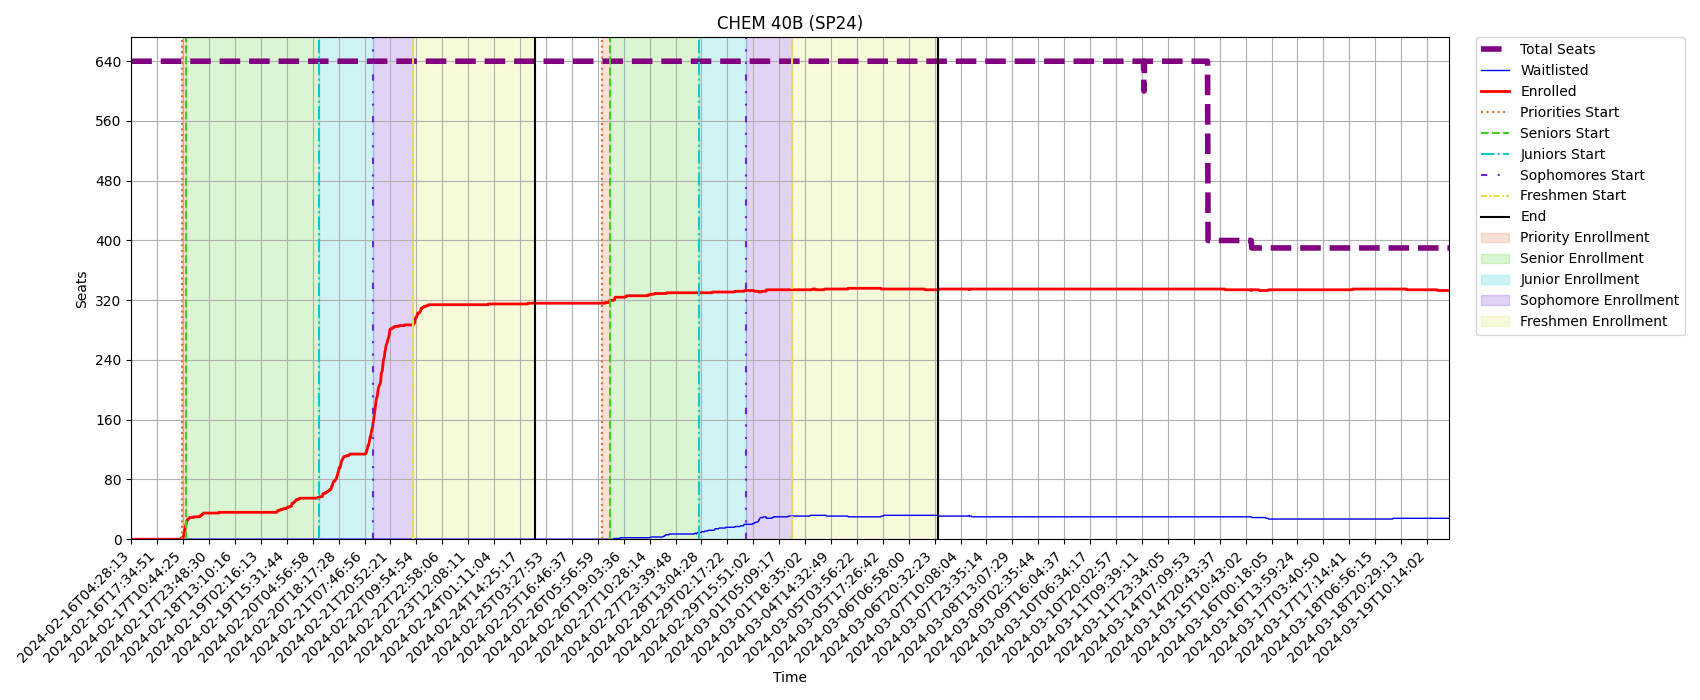 CHEM 40B (SP24)
Seats
640
560
480
400
320
240
160
80
0
2024-02-16T04:28:13
2024-02-16T17:34:51
2024-02-17T10:44:25
2024-02-17T23:48:30
2024-02-18T13:10:16
2024-02-19T02:16:13
2024-02-19T15:31:44
2024-02-20T04:56:58
2024-02-20T18:17:28
2024-02-21T07:46:56
2024-02-21T20:52:21
2024-02-22T09:54:54
2024-02-22T22:58:06
2024-02-23T12:08:11
2024-02-24T01:11:04
2024-02-24T14:25:17
2024-02-25T03:27:53
2024-02-25T16:46:37
2024-02-26T05:56:59
2024-02-26T19:03:36
2024-02-27T10:28:14
2024-02-27T23:39:48
2024-02-28T13:04:28
2024-02-29T02:17:22
2024-02-29T15:51:02
2024-03-01T05:09:17
2024-03-01T18:35:02
2024-03-04T14:32:49
2024-03-05T03:56:22
2024-03-05T17:26:42
2024-03-06T06:58:00
2024-03-06T20:32:23
2024-03-07T10:08:04
2024-03-07T23:35:14
2024-03-08T13:07:29
2024-03-09T02:35:44
2024-03-09T16:04:37
2024-03-10T06:34:17
2024-03-10T20:02:57
2024-03-11T09:39:11
2024-03-11T23:34:05
2024-03-14T07:09:53
2024-03-14T20:43:37
2024-03-15T10:43:02
2024-03-16T00:18:05
2024-03-16T13:59:24
2024-03-17T03:40:50
2024-03-17T17:14:41
2024-03-18T06:56:15
2024-03-18T20:29:13
2024-03-19T10:14:02
Time
Total Seats
Waitlisted
Enrolled
Priorities Start
Seniors Start
Juniors Start
Sophomores Start
Freshmen Start
End
Priority Enrollment
Senior Enrollment
Junior Enrollment
Sophomore Enrollment
Freshmen Enrollment